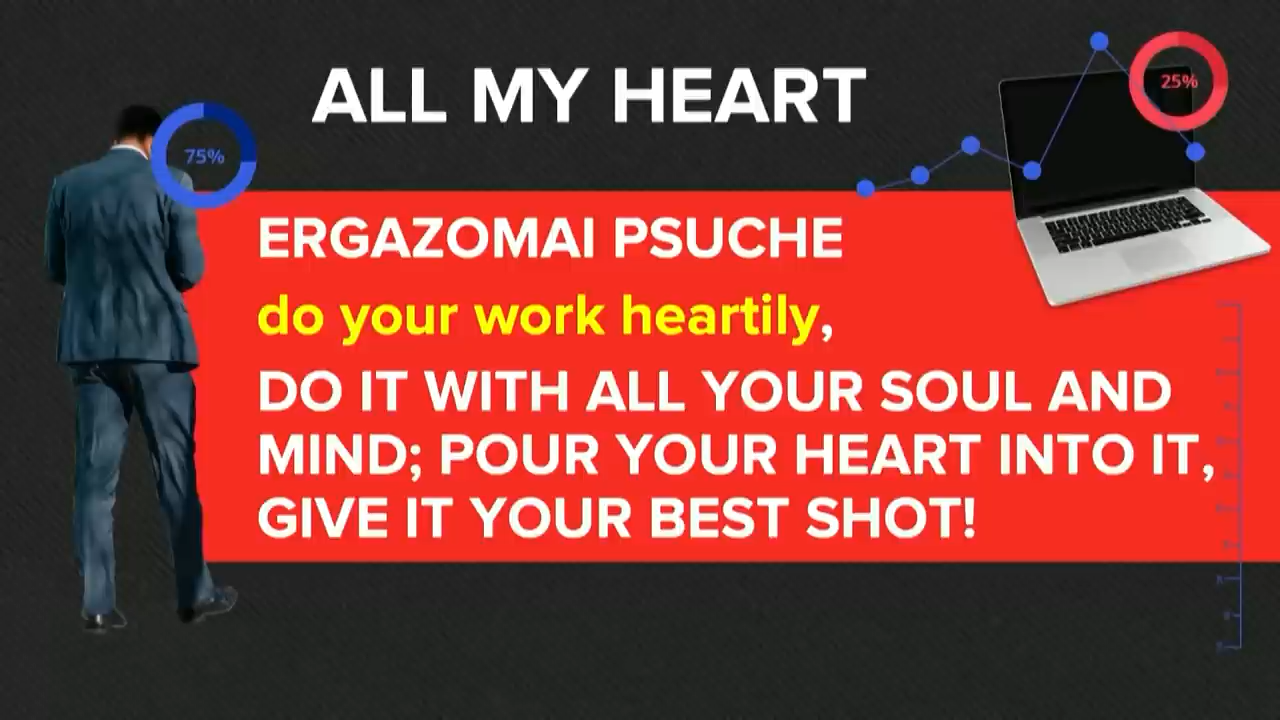 ALL MY HEART
75%
25%
ERGAZOMAI PSUCHE
do your work heartily,
DO IT WITH ALL YOUR SOUL AND
MIND; POUR YOUR HEART INTO IT,
GIVE IT YOUR BEST SHOT!